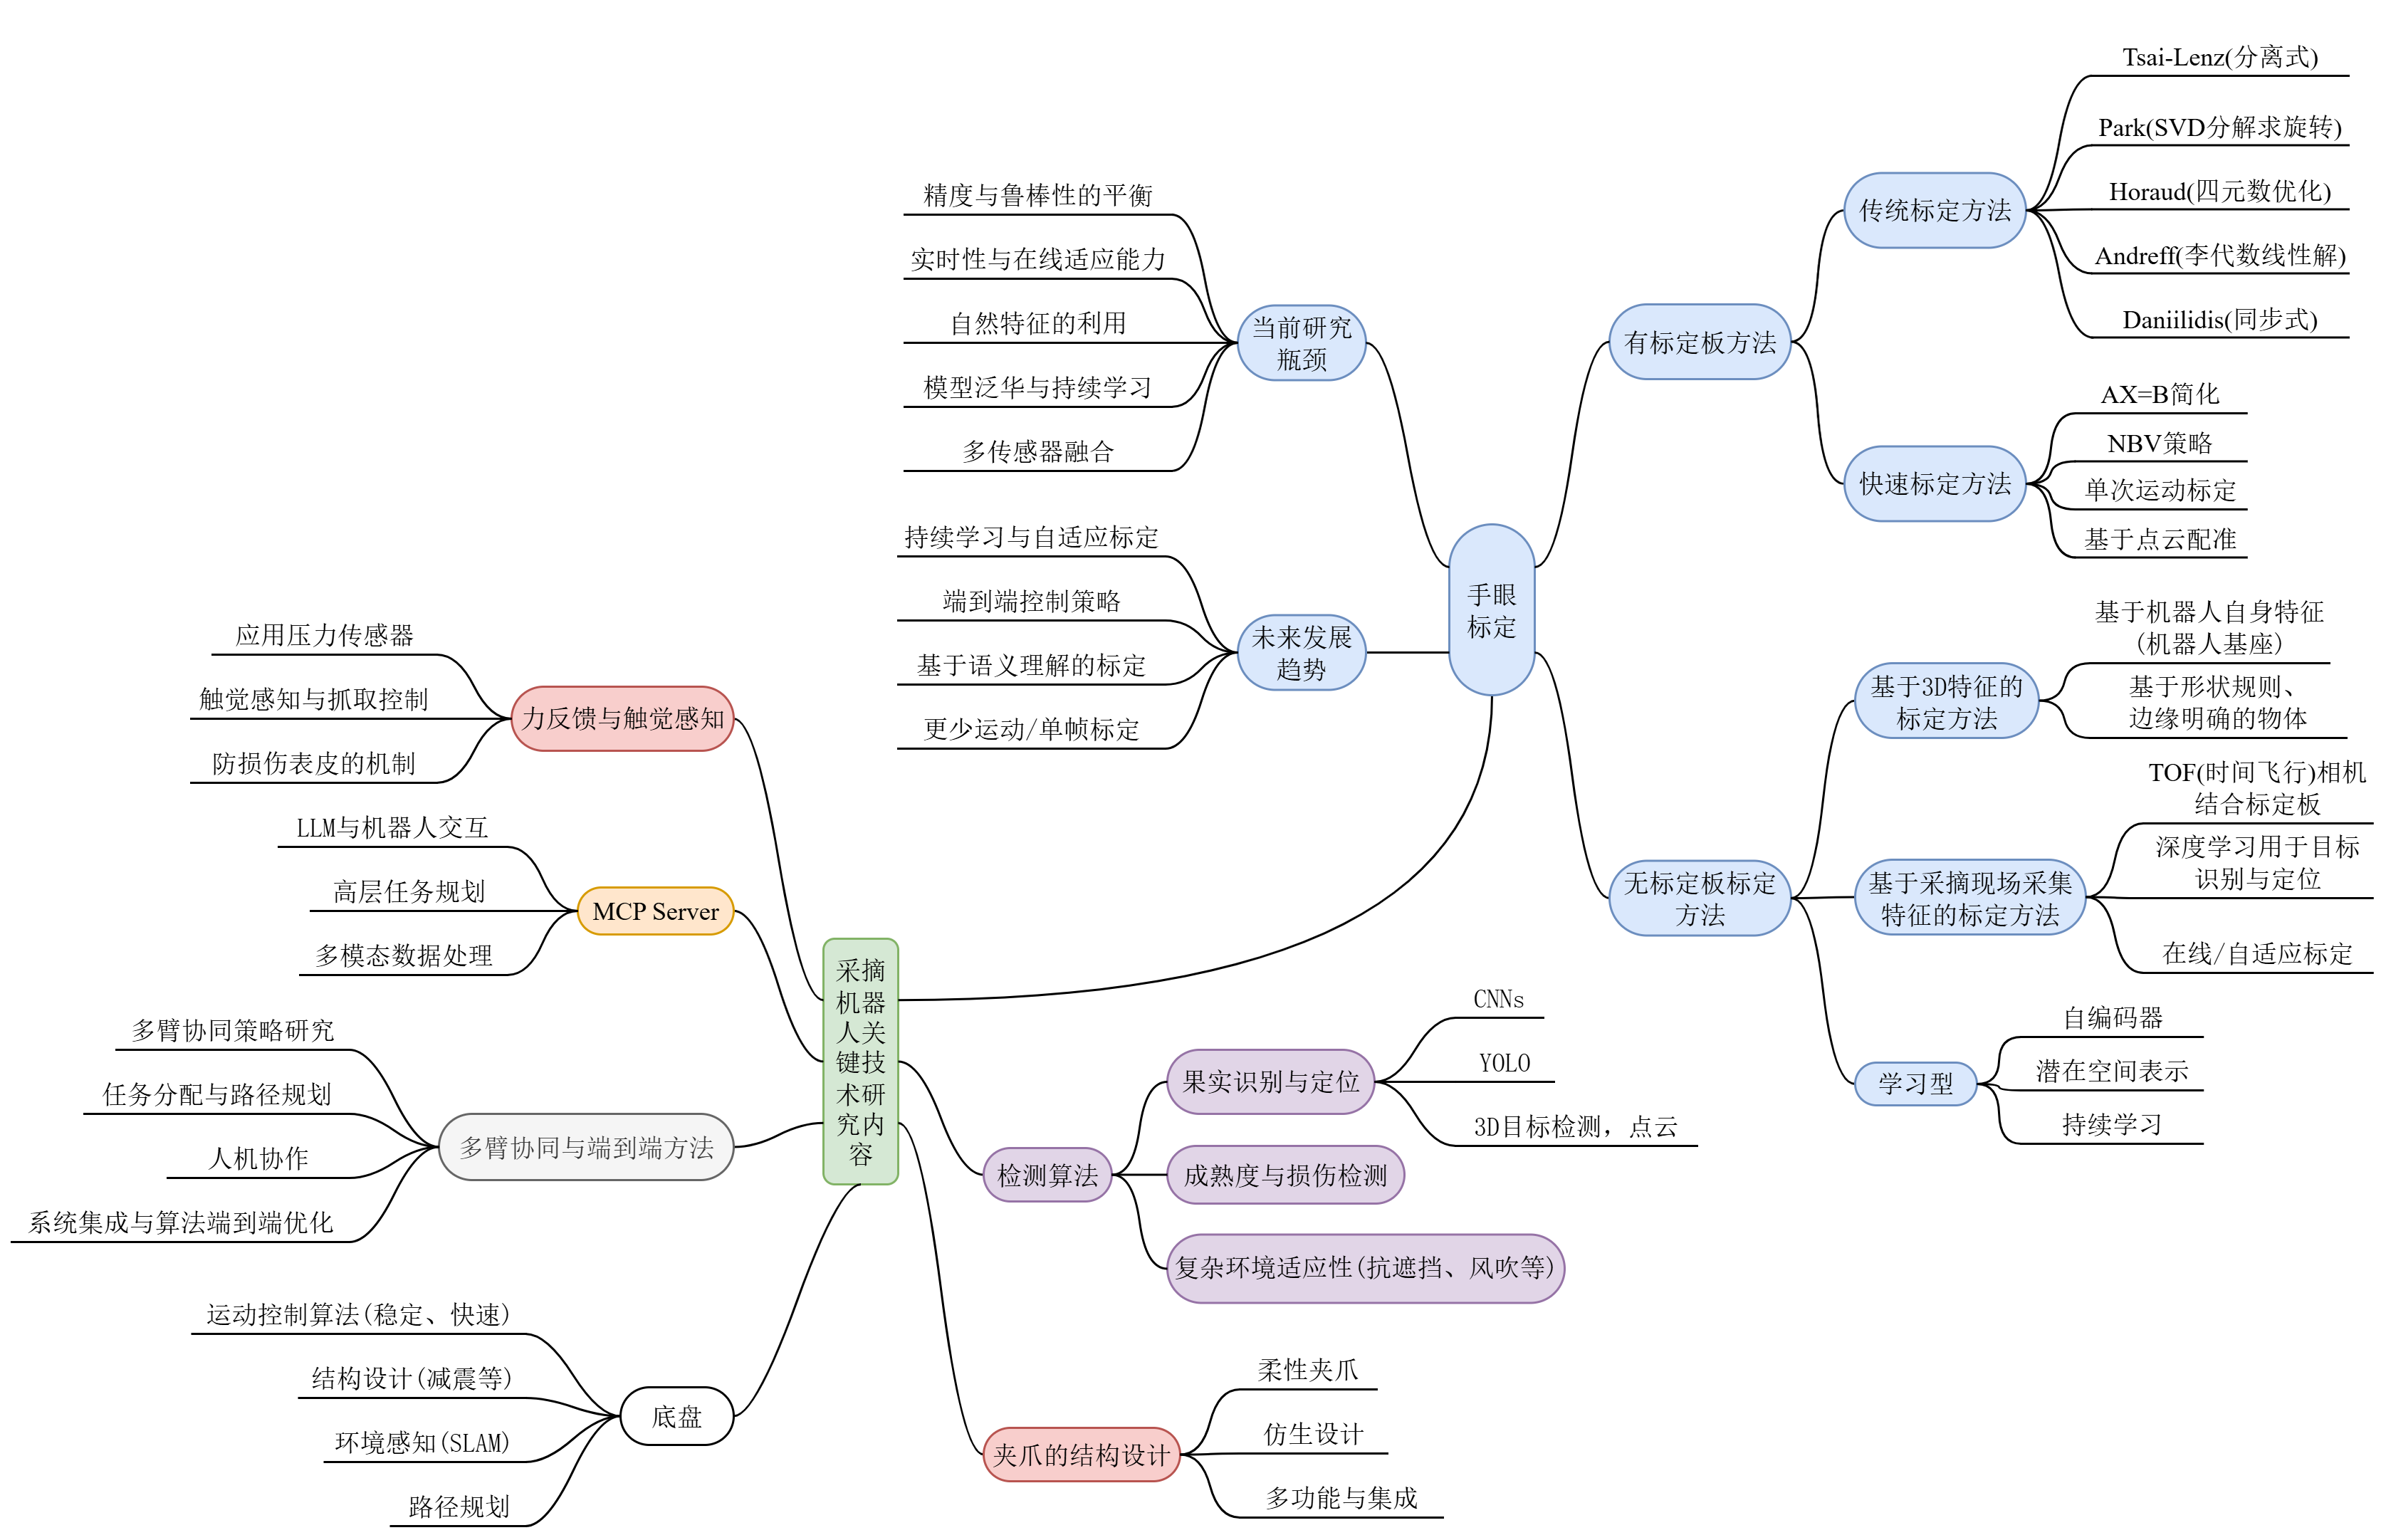 采摘
机器
人关
键技
术研
究内
容
手眼
标定
有标定板方法
传统标定方法
Tsai-Lenz(分离式)
Park(SVD分解求旋转)
Horaud(四元数优化)
Andreff(李代数线性解)
Daniilidis(同步式)
快速标定方法
AX=B简化
NBV策略
单次运动标定
基于点云配准
无标定板标定
方法
基于3D特征的
标定方法
基于机器人自身特征
(机器人基座)
基于形状规则、
边缘明确的物体
基于采摘现场采集
特征的标定方法
TOF(时间飞行)相机
结合标定板
深度学习用于目标
识别与定位
在线/自适应标定
学习型
自编码器
潜在空间表示
持续学习
当前研究
瓶颈
精度与鲁棒性的平衡
实时性与在线适应能力
自然特征的利用
模型泛华与持续学习
多传感器融合
未来发展
趋势
持续学习与自适应标定
端到端控制策略
基于语义理解的标定
更少运动/单帧标定
检测算法
果实识别与定位
CNNs
YOLO
3D目标检测，点云
成熟度与损伤检测
复杂环境适应性(抗遮挡、风吹等)
夹爪的结构设计
柔性夹爪
仿生设计
多功能与集成
力反馈与触觉感知
应用压力传感器
触觉感知与抓取控制
防损伤表皮的机制
MCP Server
LLM与机器人交互
高层任务规划
多模态数据处理
多臂协同与端到端方法
多臂协同策略研究
任务分配与路径规划
人机协作
系统集成与算法端到端优化
底盘
运动控制算法(稳定、快速)
结构设计(减震等)
环境感知(SLAM)
路径规划